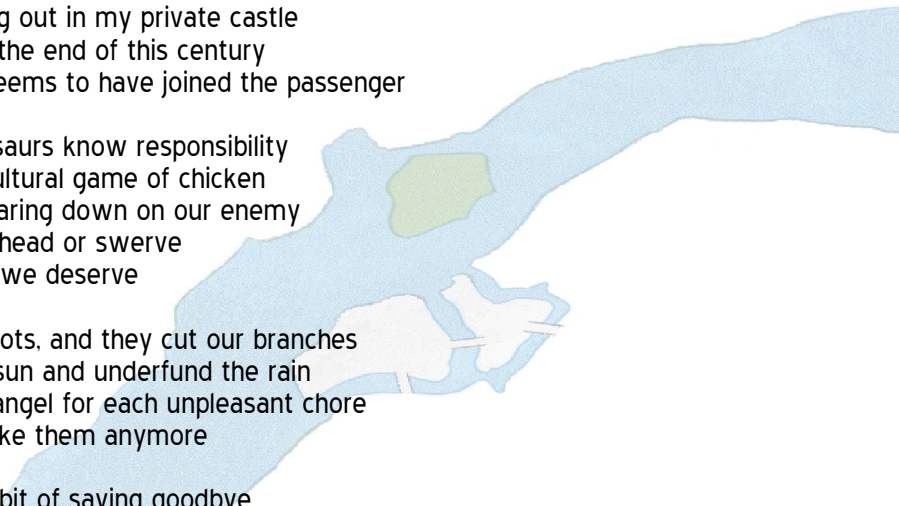 g out in my private castle
the end of this century
eems to have joined the passenger
saurs know responsibility
ultural game of chicken
aring down on our enemy
head or swerve
we deserve
ots, and they cut our branches
sun and underfund the rain
angel for each unpleasant chore
ke them anymore
bit of saying goodbye